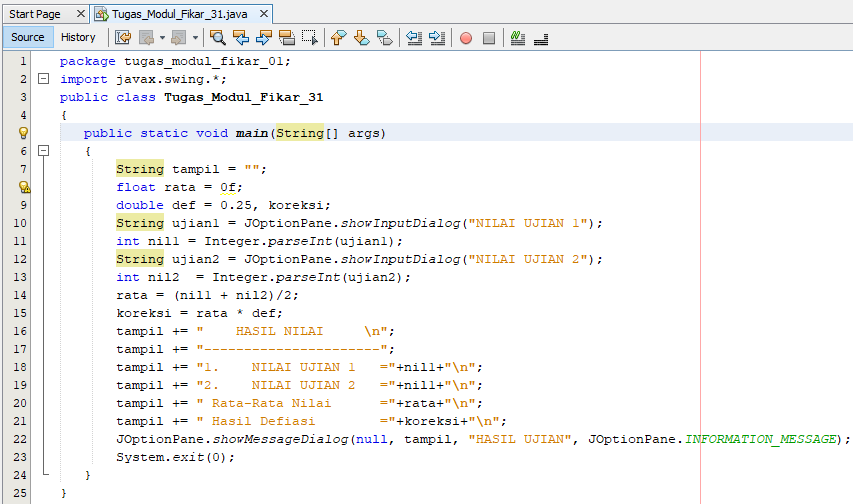 Start Page Tugas_Modul_Fikar_31.java
Source History
1 package tugas_modul_fikar_01;
2 import javax.swing.*;
3 public class Tugas_Modul_Fikar_31
4 {
public static void main(String[] args)
6 {
7 String tampil = "";
float rata = 0f;
9 double def = 0.25, koreksi;
10 String ujian1 = JOptionPane.showInputDialog("NILAI UJIAN 1");
11 int nil1 = Integer.parseInt(ujian1);
12 String ujian2 = JOptionPane.showInputDialog("NILAI UJIAN 2");
13 int nil2  = Integer.parseInt(ujian2);
14 rata = (nil1 + nil2)/2;
15 koreksi = rata * def;
16 tampil += "    HASIL NILAI     \n";
17 tampil += "----------------------";
18 tampil += "1.    NILAI UJIAN 1   ="+nil1+"\n";
19 tampil += "2.    NILAI UJIAN 2   ="+nil1+"\n";
20 tampil += " Rata-Rata Nilai      ="+rata+"\n";
21 tampil += " Hasil Defiasi        ="+koreksi+"\n";
22 JOptionPane.showMessageDialog(null, tampil, "HASIL UJIAN", JOptionPane.INFORMATION_MESSAGE);
23 System.exit(0);
24 }
25 }